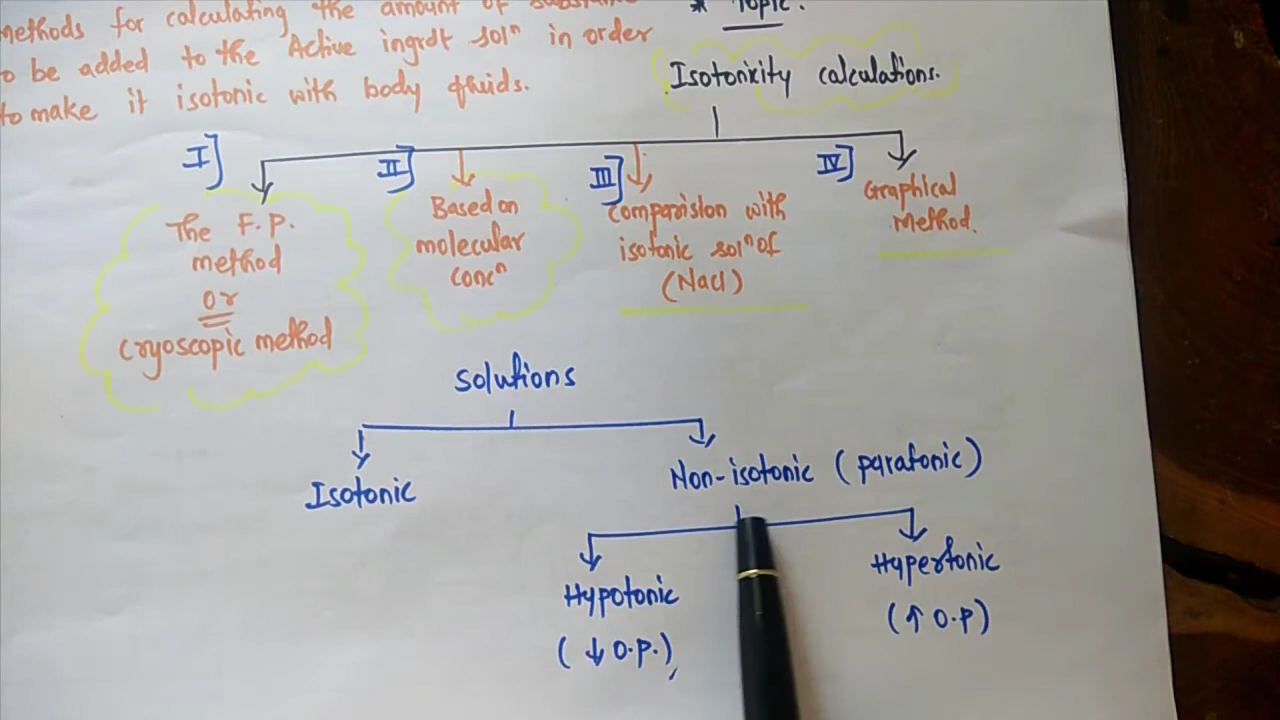 methods for calculating the amount of
* Topic.
to be added to the Active ingrdt solⁿ in order
to make it isotonic with body fluids.
Isotonixity calculations.
I]
II]
III]
IV]
The F.P.
method
or
cryoscopic method
Based on
molecular
concⁿ
Comparision with
isotonic solⁿ of
(Nacl)
Graphical
Method.
Solutions
Isotonic
Non-isotonic (paratonic)
Hypotonic
(↓ O.P.)
Hypertonic
(↑ O.P)